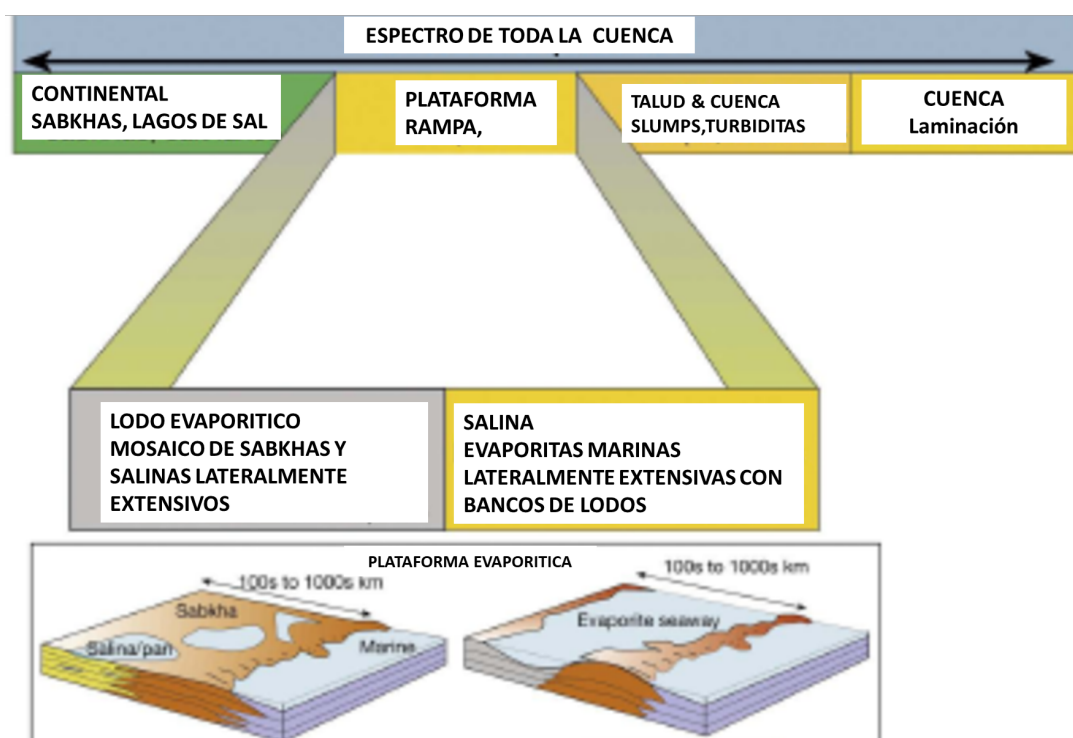 ESPECTRO DE TODA LA CUENCA
CONTINENTAL
SABKHAS, LAGOS DE SAL
PLATAFORMA
RAMPA,
TALUD & CUENCA
SLUMPS,TURBIDITAS
CUENCA
Laminación
LODO EVAPORITICO
MOSAICO DE SABKHAS Y
SALINAS LATERALMENTE
EXTENSIVOS
SALINA
EVAPORITAS MARINAS
LATERALMENTE EXTENSIVAS CON
BANCOS DE LODOS
PLATAFORMA EVAPORITICA
100s to 1000s km
Sabkha
Salina/pan
Marine
100s to 1000s km
Evaporite seaway